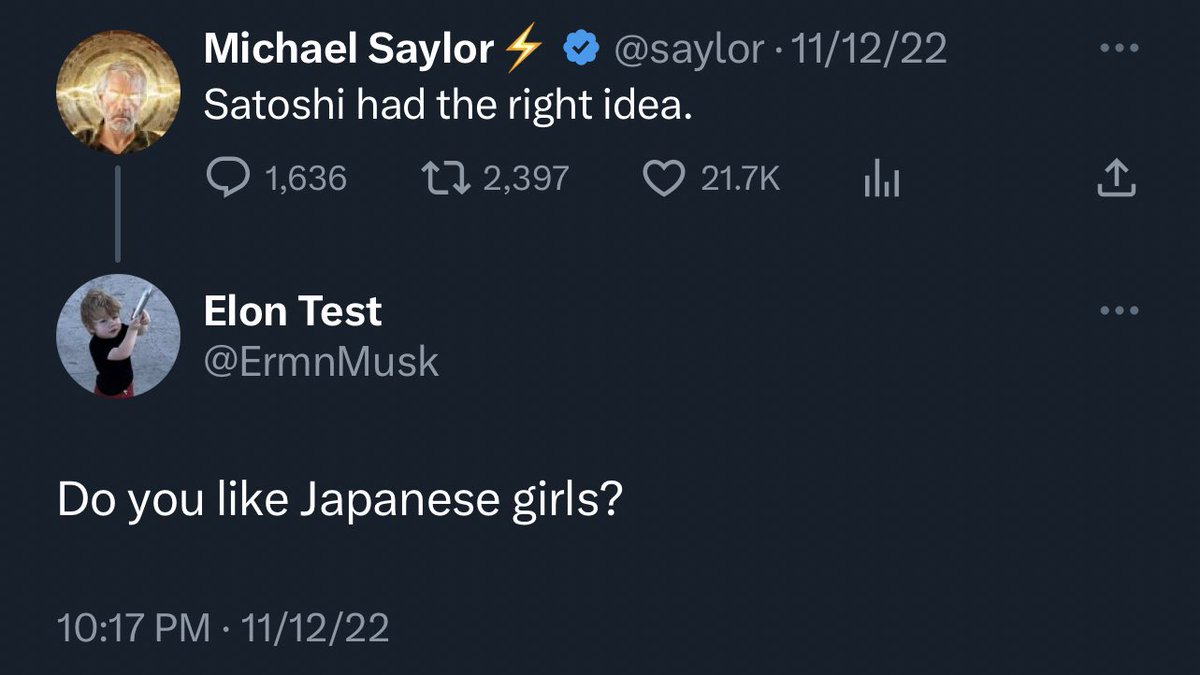 Michael Saylor⚡ @saylor · 11/12/22
Satoshi had the right idea.
1,636 2,397 21.7K
Elon Test
@ErmnMusk
Do you like Japanese girls?
10:17 PM · 11/12/22